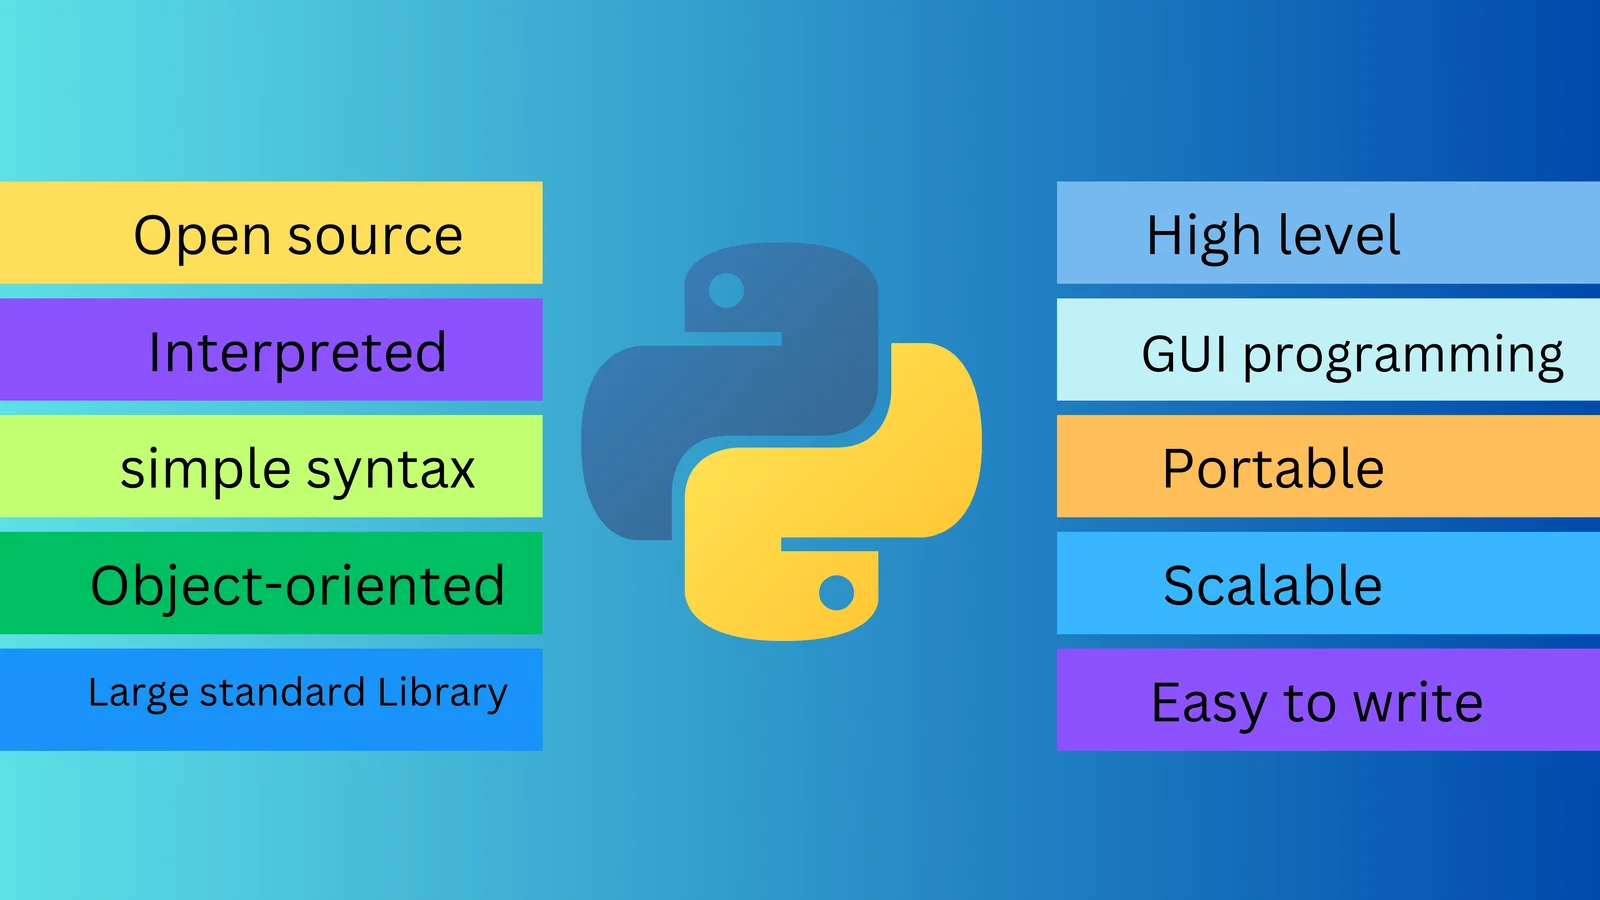 Open source
Interpreted
simple syntax
Object-oriented
Large standard Library
High level
GUI programming
Portable
Scalable
Easy to write